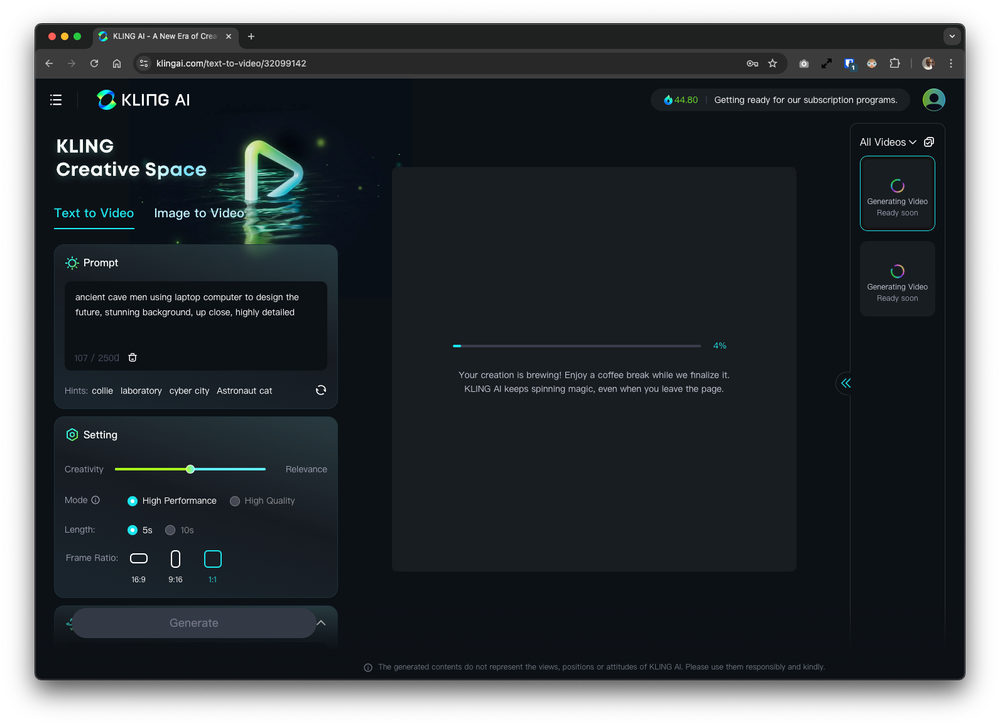 KLING AI – A New Era of Crea
klingai.com/text-to-video/32099142
1
KLING AI
44.80
Getting ready for our subscription programs.
KLING
Creative Space
Text to Video
Image to Video
Prompt
ancient cave men using laptop computer to design the
future, stunning background, up close, highly detailed
107 / 2500
Hints: collie laboratory cyber city Astronaut cat
Setting
Creativity
Relevance
Mode
High Performance
High Quality
Length:
5s
10s
Frame Ratio:
16:9
9:16
1:1
Generate
4%
Your creation is brewing! Enjoy a coffee break while we finalize it.
KLING AI keeps spinning magic, even when you leave the page.
All Videos
Generating Video
Ready soon
Generating Video
Ready soon
The generated contents do not represent the views, positions or attitudes of KLING AI. Please use them responsibly and kindly.